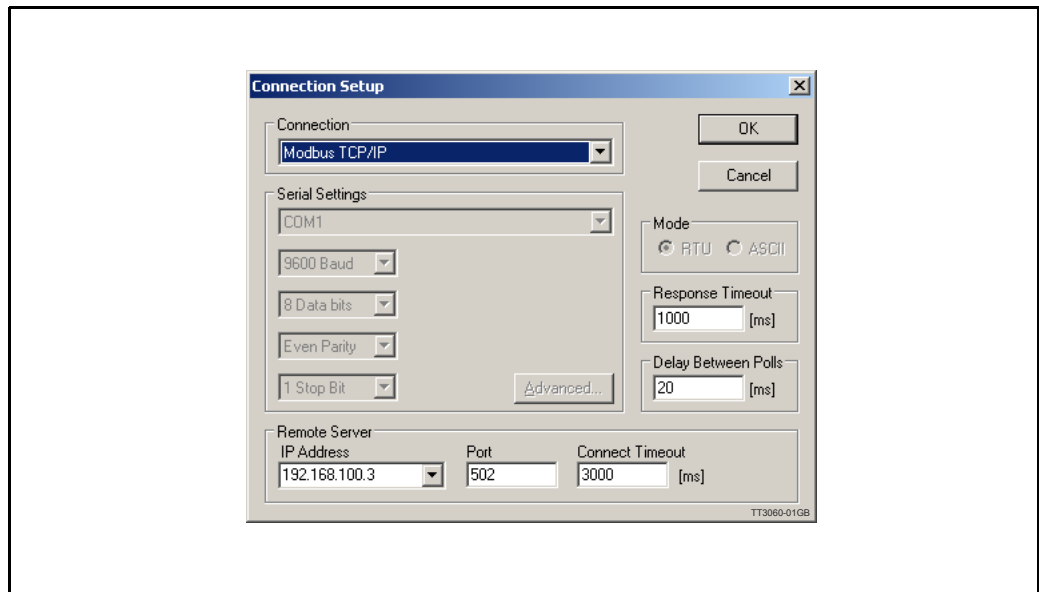 Connection Setup
Connection
Modbus TCP/IP
OK
Cancel
Serial Settings
COM1
9600 Baud
8 Data bits
Even Parity
1 Stop Bit
Advanced...
Mode
RTU ASCII
Response Timeout
1000 [ms]
Delay Between Polls
20 [ms]
Remote Server
IP Address Port Connect Timeout
192.168.100.3 502 3000 [ms]
TT3060-01GB